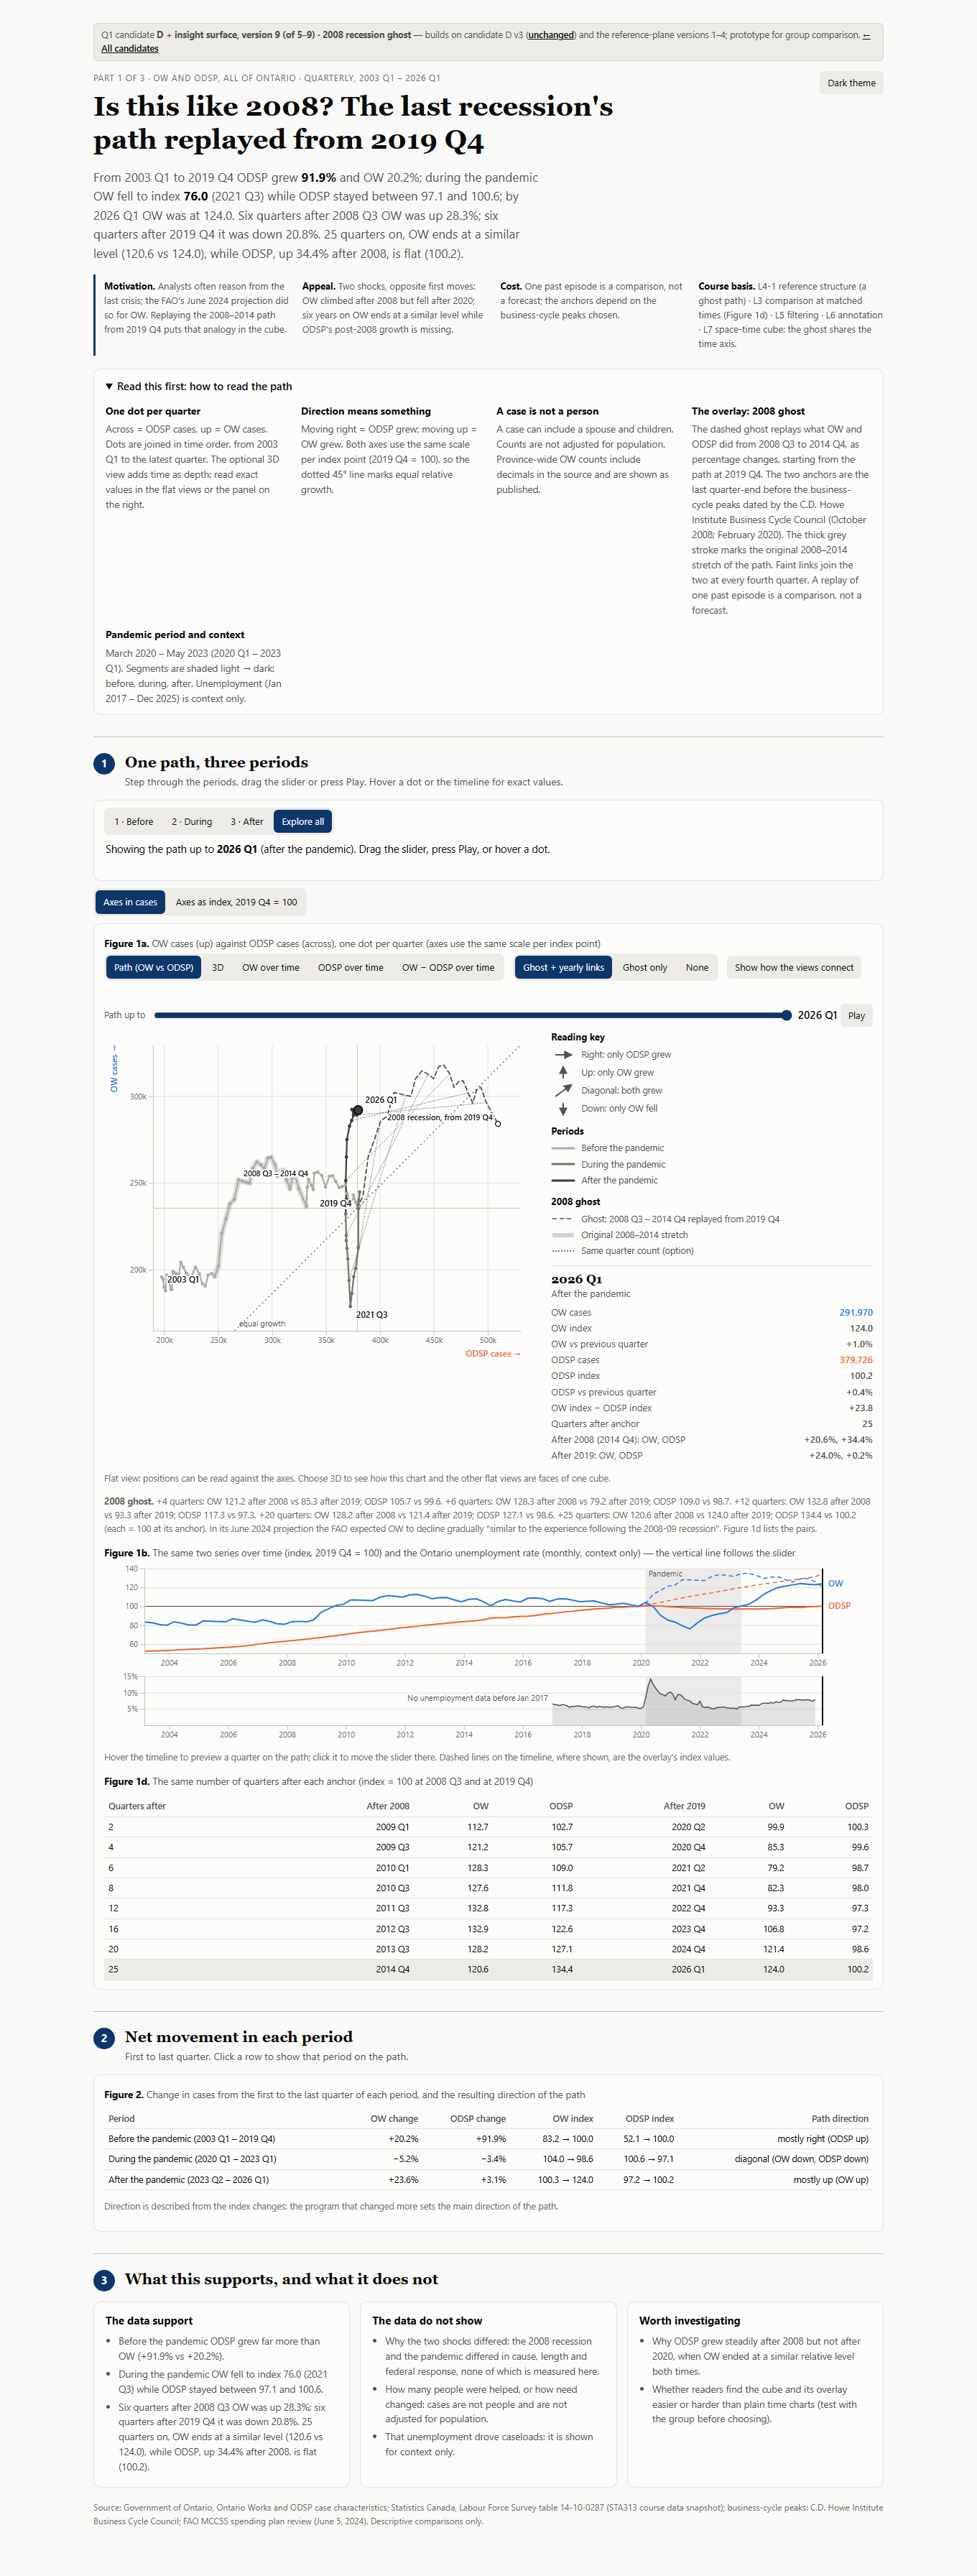 Q1 candidate D + insight surface, version 9 (of 5–9) · 2008 recession ghost — builds on candidate D v3 (unchanged) and the reference-plane versions 1–4; prototype for group comparison. ←
All candidates
PART 1 OF 3 · OW AND ODSP, ALL OF ONTARIO · QUARTERLY, 2003 Q1 – 2026 Q1
Dark theme
Is this like 2008? The last recession's
path replayed from 2019 Q4
From 2003 Q1 to 2019 Q4 ODSP grew 91.9% and OW 20.2%; during the pandemic
OW fell to index 76.0 (2021 Q3) while ODSP stayed between 97.1 and 100.6; by
2026 Q1 OW was at 124.0. Six quarters after 2008 Q3 OW was up 28.3%; six
quarters after 2019 Q4 it was down 20.8%. 25 quarters on, OW ends at a similar
level (120.6 vs 124.0), while ODSP, up 34.4% after 2008, is flat (100.2).
Motivation. Analysts often reason from the
last crisis; the FAO's June 2024 projection did
so for OW. Replaying the 2008–2014 path
from 2019 Q4 puts that analogy in the cube.
Appeal. Two shocks, opposite first moves:
OW climbed after 2008 but fell after 2020;
six years on OW ends at a similar level while
ODSP's post-2008 growth is missing.
Cost. One past episode is a comparison, not
a forecast; the anchors depend on the
business-cycle peaks chosen.
Course basis. L4-1 reference structure (a
ghost path) · L3 comparison at matched
times (Figure 1d) · L5 filtering · L6 annotation
· L7 space-time cube: the ghost shares the
time axis.
▼ Read this first: how to read the path
One dot per quarter
Across = ODSP cases, up = OW cases.
Dots are joined in time order, from 2003
Q1 to the latest quarter. The optional 3D
view adds time as depth; read exact
values in the flat views or the panel on
the right.
Direction means something
Moving right = ODSP grew; moving up =
OW grew. Both axes use the same scale
per index point (2019 Q4 = 100), so the
dotted 45° line marks equal relative
growth.
A case is not a person
A case can include a spouse and children.
Counts are not adjusted for population.
Province-wide OW counts include
decimals in the source and are shown as
published.
The overlay: 2008 ghost
The dashed ghost replays what OW and
ODSP did from 2008 Q3 to 2014 Q4, as
percentage changes, starting from the
path at 2019 Q4. The two anchors are the
last quarter-end before the business-
cycle peaks dated by the C.D. Howe
Institute Business Cycle Council (October
2008; February 2020). The thick grey
stroke marks the original 2008–2014
stretch of the path. Faint links join the
two at every fourth quarter. A replay of
one past episode is a comparison, not a
forecast.
Pandemic period and context
March 2020 – May 2023 (2020 Q1 – 2023
Q1). Segments are shaded light → dark:
before, during, after. Unemployment (Jan
2017 – Dec 2025) is context only.
1 One path, three periods
Step through the periods, drag the slider or press Play. Hover a dot or the timeline for exact values.
1 · Before 2 · During 3 · After Explore all
Showing the path up to 2026 Q1 (after the pandemic). Drag the slider, press Play, or hover a dot.
Axes in cases Axes as index, 2019 Q4 = 100
Figure 1a. OW cases (up) against ODSP cases (across), one dot per quarter (axes use the same scale per index point)
Path (OW vs ODSP) 3D OW over time ODSP over time OW − ODSP over time Ghost + yearly links Ghost only None Show how the views connect
Path up to 2026 Q1 Play
OW cases →
300k
250k
200k
200k 250k 300k 350k 400k 450k 500k
ODSP cases →
2026 Q1
2008 recession, from 2019 Q4
2008 Q3 – 2014 Q4
2019 Q4
2003 Q1
2021 Q3
equal growth
Reading key
Right: only ODSP grew
Up: only OW grew
Diagonal: both grew
Down: only OW fell
Periods
Before the pandemic
During the pandemic
After the pandemic
2008 ghost
Ghost: 2008 Q3 – 2014 Q4 replayed from 2019 Q4
Original 2008–2014 stretch
Same quarter count (option)
2026 Q1
After the pandemic
OW cases 291,970
OW index 124.0
OW vs previous quarter +1.0%
ODSP cases 379,726
ODSP index 100.2
ODSP vs previous quarter +0.4%
OW index − ODSP index +23.8
Quarters after anchor 25
After 2008 (2014 Q4): OW, ODSP +20.6%, +34.4%
After 2019: OW, ODSP +24.0%, +0.2%
Flat view: positions can be read against the axes. Choose 3D to see how this chart and the other flat views are faces of one cube.
2008 ghost. +4 quarters: OW 121.2 after 2008 vs 85.3 after 2019; ODSP 105.7 vs 99.6. +6 quarters: OW 128.3 after 2008 vs 79.2 after 2019; ODSP 109.0 vs 98.7. +12 quarters: OW 132.8 after 2008
vs 93.3 after 2019; ODSP 117.3 vs 97.3. +20 quarters: OW 128.2 after 2008 vs 121.4 after 2019; ODSP 127.1 vs 98.6. +25 quarters: OW 120.6 after 2008 vs 124.0 after 2019; ODSP 134.4 vs 100.2
(each = 100 at its anchor). In its June 2024 projection the FAO expected OW to decline gradually "similar to the experience following the 2008-09 recession". Figure 1d lists the pairs.
Figure 1b. The same two series over time (index, 2019 Q4 = 100) and the Ontario unemployment rate (monthly, context only) — the vertical line follows the slider
140
120
100
80
60
Pandemic
OW
ODSP
2004 2006 2008 2010 2012 2014 2016 2018 2020 2022 2024 2026
15%
10%
5%
No unemployment data before Jan 2017
2004 2006 2008 2010 2012 2014 2016 2018 2020 2022 2024 2026
Hover the timeline to preview a quarter on the path; click it to move the slider there. Dashed lines on the timeline, where shown, are the overlay's index values.
Figure 1d. The same number of quarters after each anchor (index = 100 at 2008 Q3 and at 2019 Q4)
Quarters after After 2008 OW ODSP After 2019 OW ODSP
2 2009 Q1 112.7 102.7 2020 Q2 99.9 100.3
4 2009 Q3 121.2 105.7 2020 Q4 85.3 99.6
6 2010 Q1 128.3 109.0 2021 Q2 79.2 98.7
8 2010 Q3 127.6 111.8 2021 Q4 82.3 98.0
12 2011 Q3 132.8 117.3 2022 Q4 93.3 97.3
16 2012 Q3 132.9 122.6 2023 Q4 106.8 97.2
20 2013 Q3 128.2 127.1 2024 Q4 121.4 98.6
25 2014 Q4 120.6 134.4 2026 Q1 124.0 100.2
2 Net movement in each period
First to last quarter. Click a row to show that period on the path.
Figure 2. Change in cases from the first to the last quarter of each period, and the resulting direction of the path
Period OW change ODSP change OW index ODSP index Path direction
Before the pandemic (2003 Q1 – 2019 Q4) +20.2% +91.9% 83.2 → 100.0 52.1 → 100.0 mostly right (ODSP up)
During the pandemic (2020 Q1 – 2023 Q1) −5.2% −3.4% 104.0 → 98.6 100.6 → 97.1 diagonal (OW down, ODSP down)
After the pandemic (2023 Q2 – 2026 Q1) +23.6% +3.1% 100.3 → 124.0 97.2 → 100.2 mostly up (OW up)
Direction is described from the index changes: the program that changed more sets the main direction of the path.
3 What this supports, and what it does not
The data support
• Before the pandemic ODSP grew far more than
OW (+91.9% vs +20.2%).
• During the pandemic OW fell to index 76.0 (2021
Q3) while ODSP stayed between 97.1 and 100.6.
• Six quarters after 2008 Q3 OW was up 28.3%; six
quarters after 2019 Q4 it was down 20.8%. 25
quarters on, OW ends at a similar level (120.6 vs
124.0), while ODSP, up 34.4% after 2008, is flat
(100.2).
The data do not show
• Why the two shocks differed: the 2008 recession
and the pandemic differed in cause, length and
federal response, none of which is measured here.
• How many people were helped, or how need
changed: cases are not people and are not
adjusted for population.
• That unemployment drove caseloads: it is shown
for context only.
Worth investigating
• Why ODSP grew steadily after 2008 but not after
2020, when OW ended at a similar relative level
both times.
• Whether readers find the cube and its overlay
easier or harder than plain time charts (test with
the group before choosing).
Source: Government of Ontario, Ontario Works and ODSP case characteristics; Statistics Canada, Labour Force Survey table 14-10-0287 (STA313 course data snapshot); business-cycle peaks: C.D. Howe Institute
Business Cycle Council; FAO MCCSS spending plan review (June 5, 2024). Descriptive comparisons only.